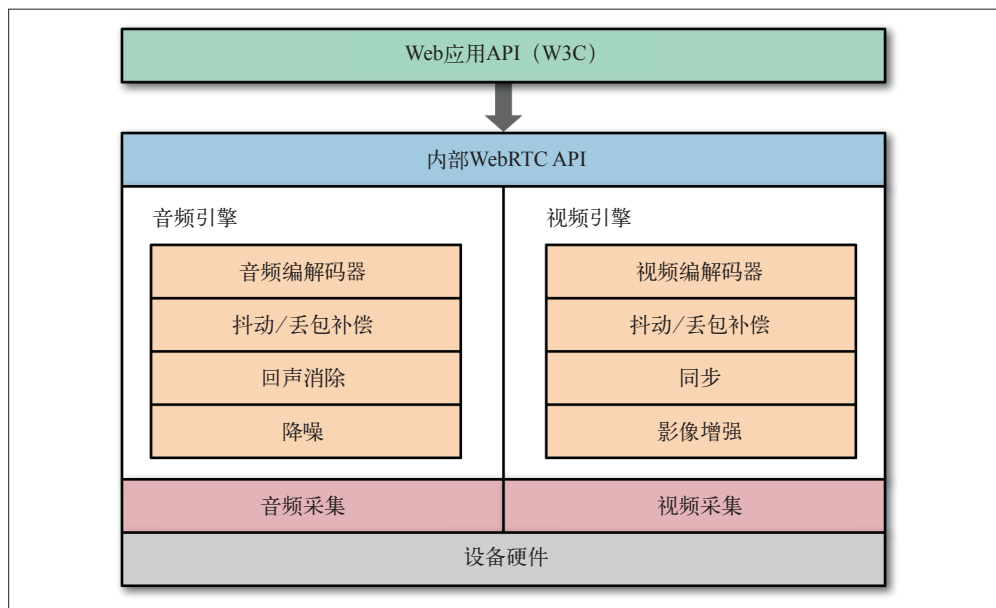 Web应用API（W3C）
内部WebRTC API
音频引擎
音频编解码器
抖动/丢包补偿
回声消除
降噪
视频引擎
视频编解码器
抖动/丢包补偿
同步
影像增强
音频采集
视频采集
设备硬件